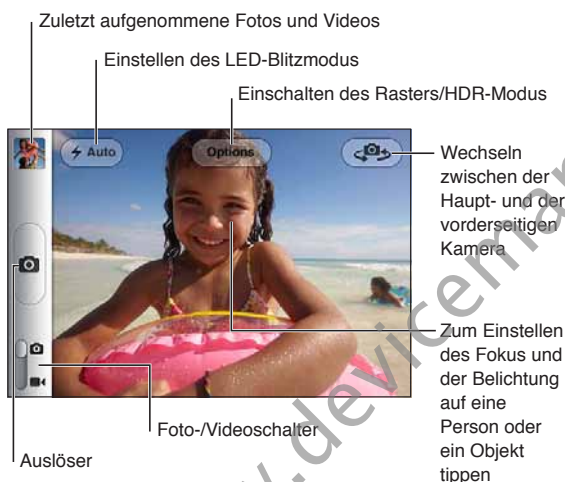 Zuletzt aufgenommene Fotos und Videos
Einstellen des LED-Blitzmodus
Einschalten des Rasters/HDR-Modus
Auto
Options
Wechseln
zwischen der
Haupt- und der
vorderseitigen
Kamera
Zum Einstellen
des Fokus und
der Belichtung
auf eine
Person oder
ein Objekt
tippen
Foto-/Videoschalter
Auslöser